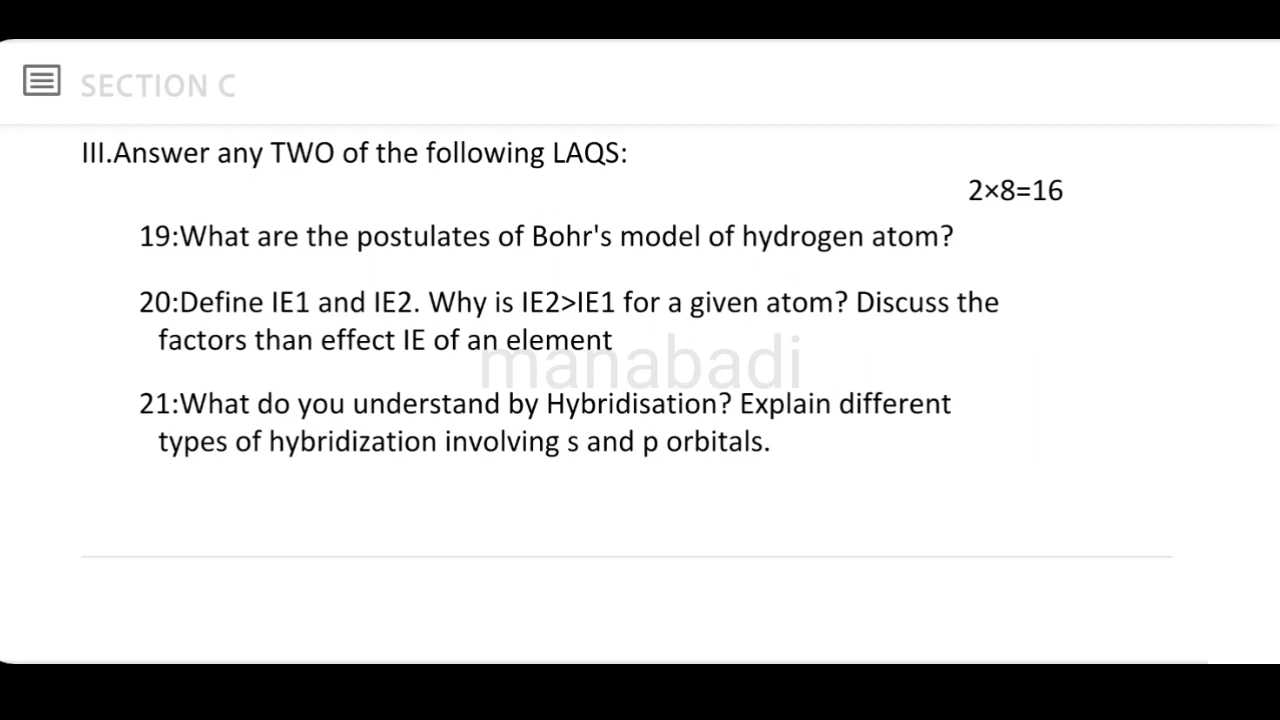 SECTION C
III.Answer any TWO of the following LAQS:
2×8=16
19:What are the postulates of Bohr's model of hydrogen atom?
20:Define IE1 and IE2. Why is IE2>IE1 for a given atom? Discuss the
factors than effect IE of an element
manabadi
21:What do you understand by Hybridisation? Explain different
types of hybridization involving s and p orbitals.